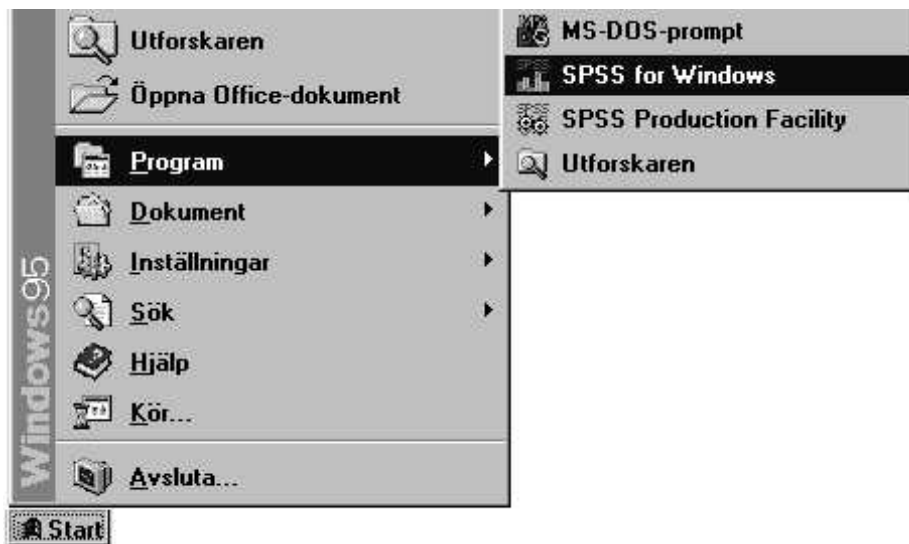 Utforskaren
Öppna Office-dokument
Program
Dokument
Inställningar
Sök
Hjälp
Kör...
Avsluta...
Windows95
Start
MS-DOS-prompt
SPSS for Windows
SPSS Production Facility
Utforskaren